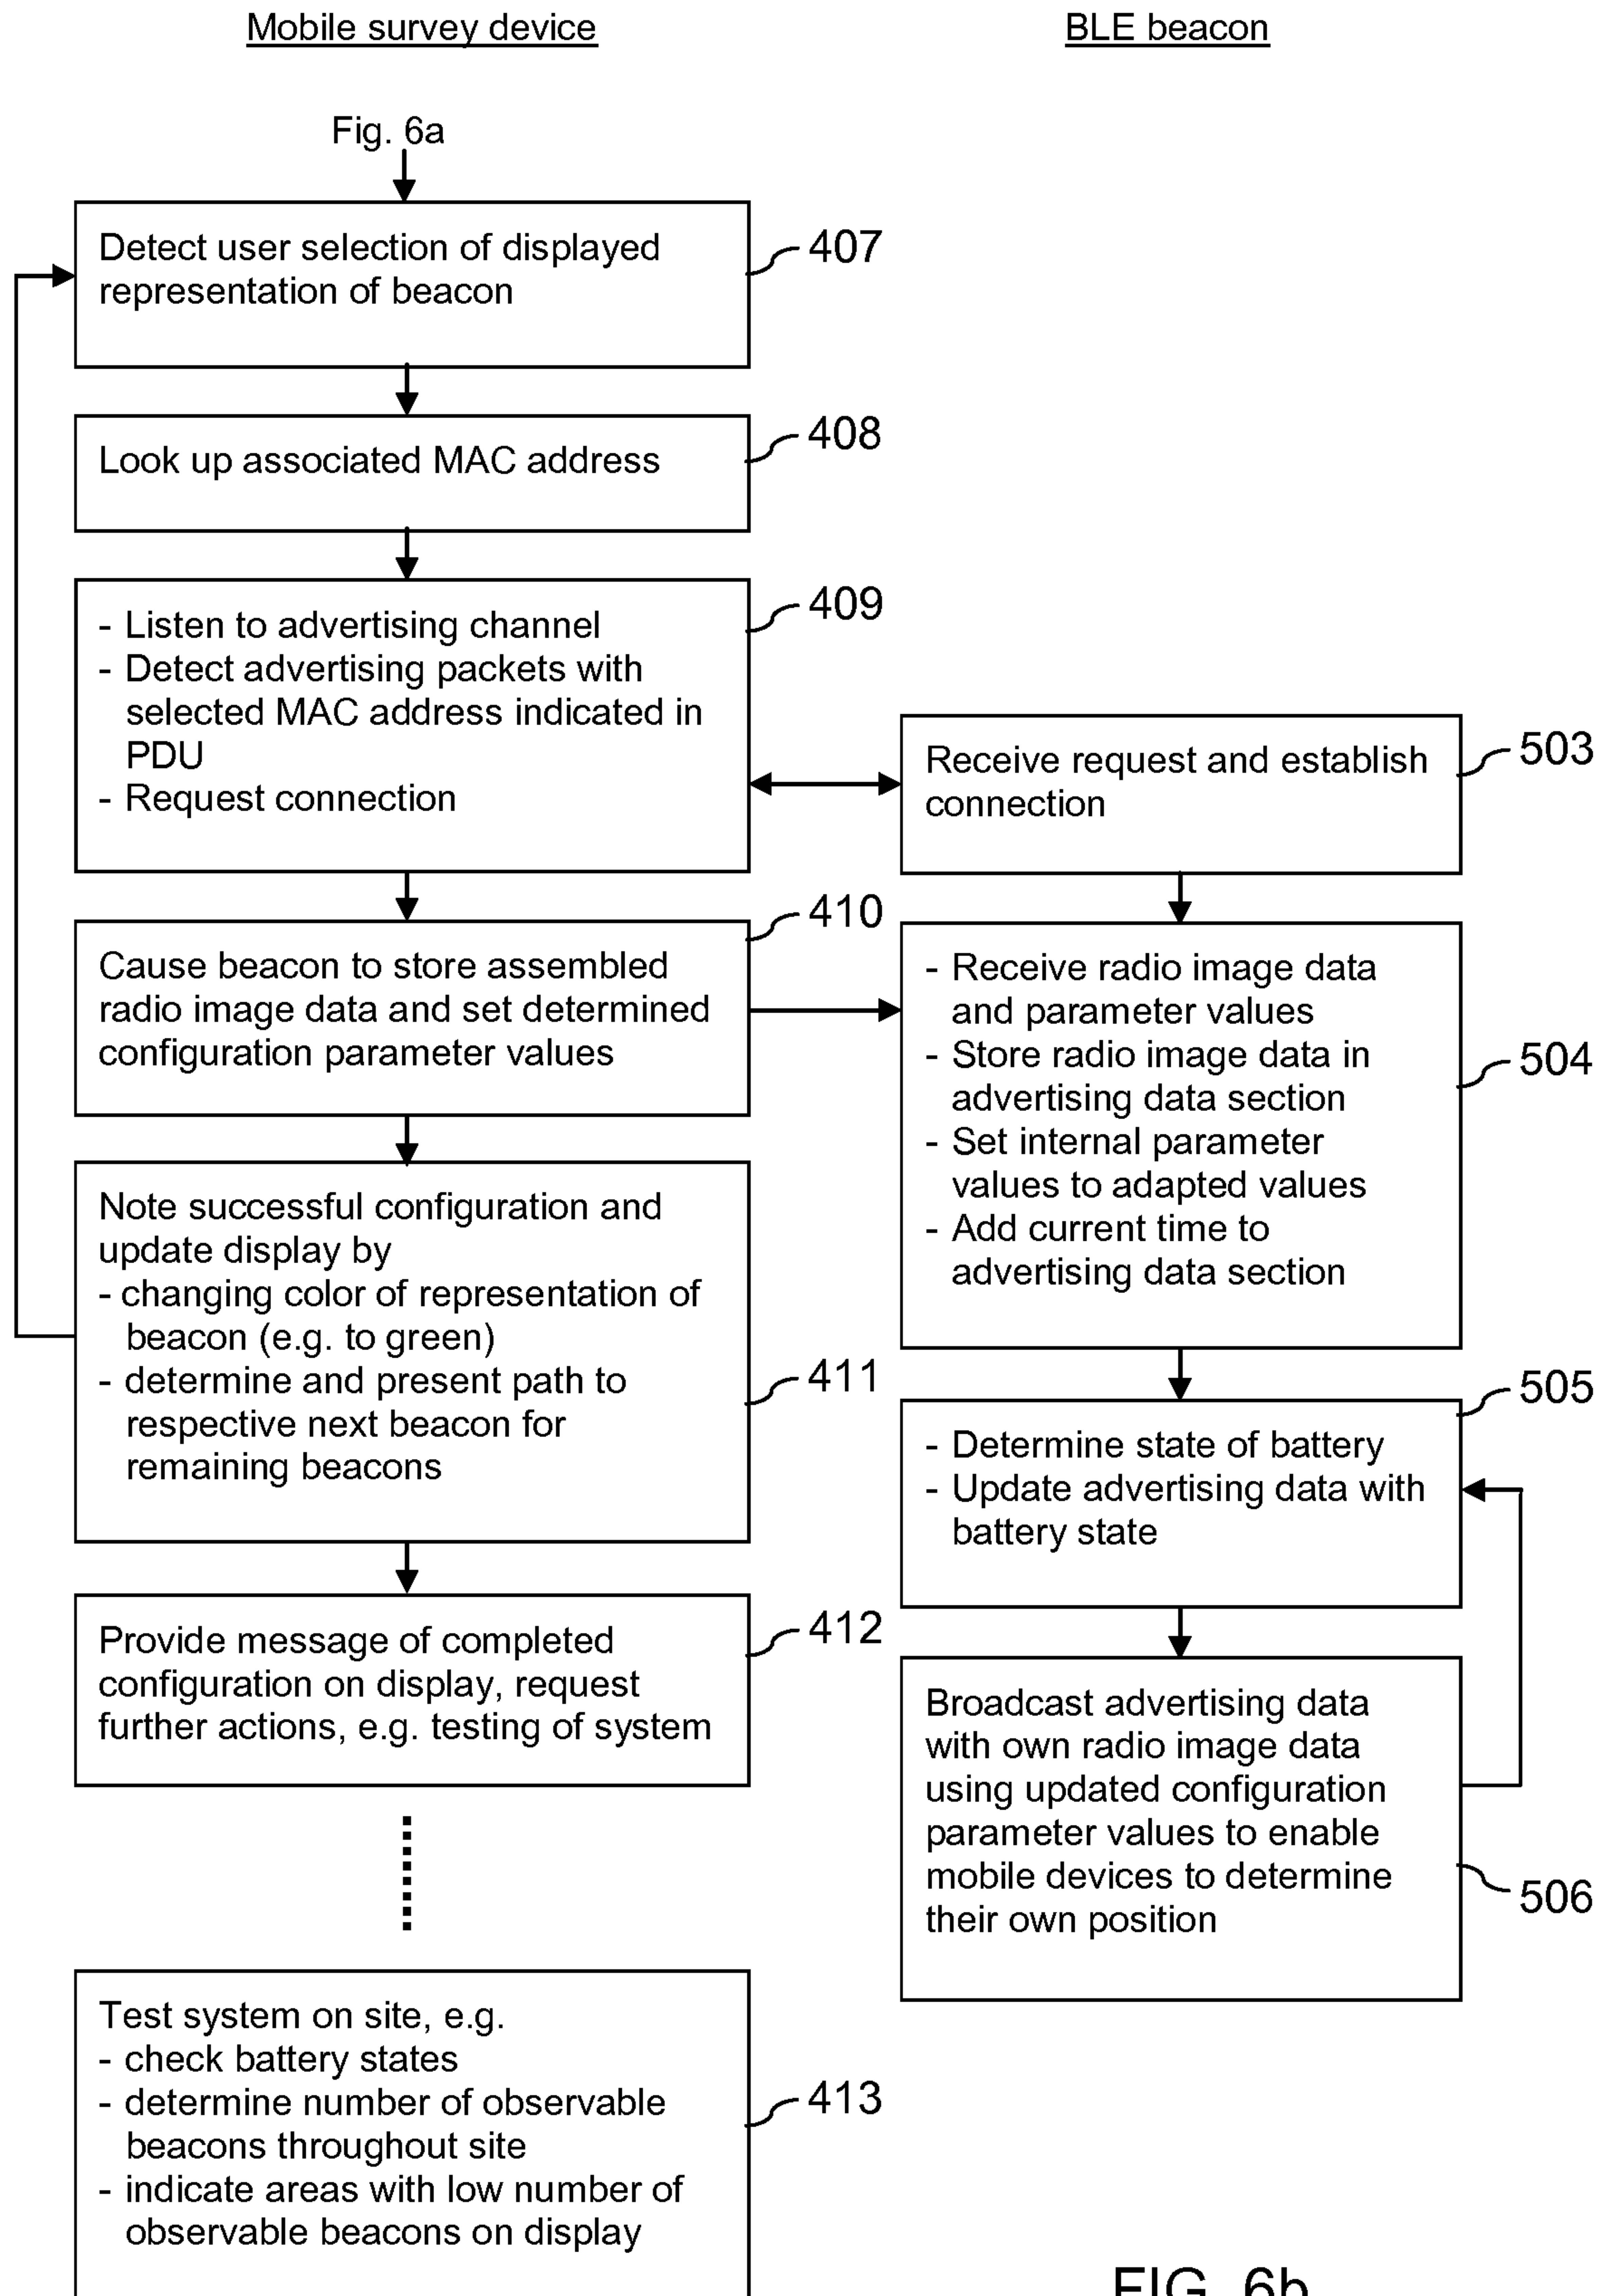 Mobile survey device
BLE beacon
Fig. 6a
Detect user selection of displayed
representation of beacon
407
Look up associated MAC address
408
- Listen to advertising channel
- Detect advertising packets with
selected MAC address indicated in
PDU
- Request connection
409
Receive request and establish
connection
503
Cause beacon to store assembled
radio image data and set determined
configuration parameter values
410
- Receive radio image data
and parameter values
- Store radio image data in
advertising data section
- Set internal parameter
values to adapted values
- Add current time to
advertising data section
504
Note successful configuration and
update display by
- changing color of representation of
beacon (e.g. to green)
- determine and present path to
respective next beacon for
remaining beacons
411
- Determine state of battery
- Update advertising data with
battery state
505
Provide message of completed
configuration on display, request
further actions, e.g. testing of system
412
Broadcast advertising data
with own radio image data
using updated configuration
parameter values to enable
mobile devices to determine
their own position
506
Test system on site, e.g.
- check battery states
- determine number of observable
beacons throughout site
- indicate areas with low number of
observable beacons on display
413
FIG. 6b